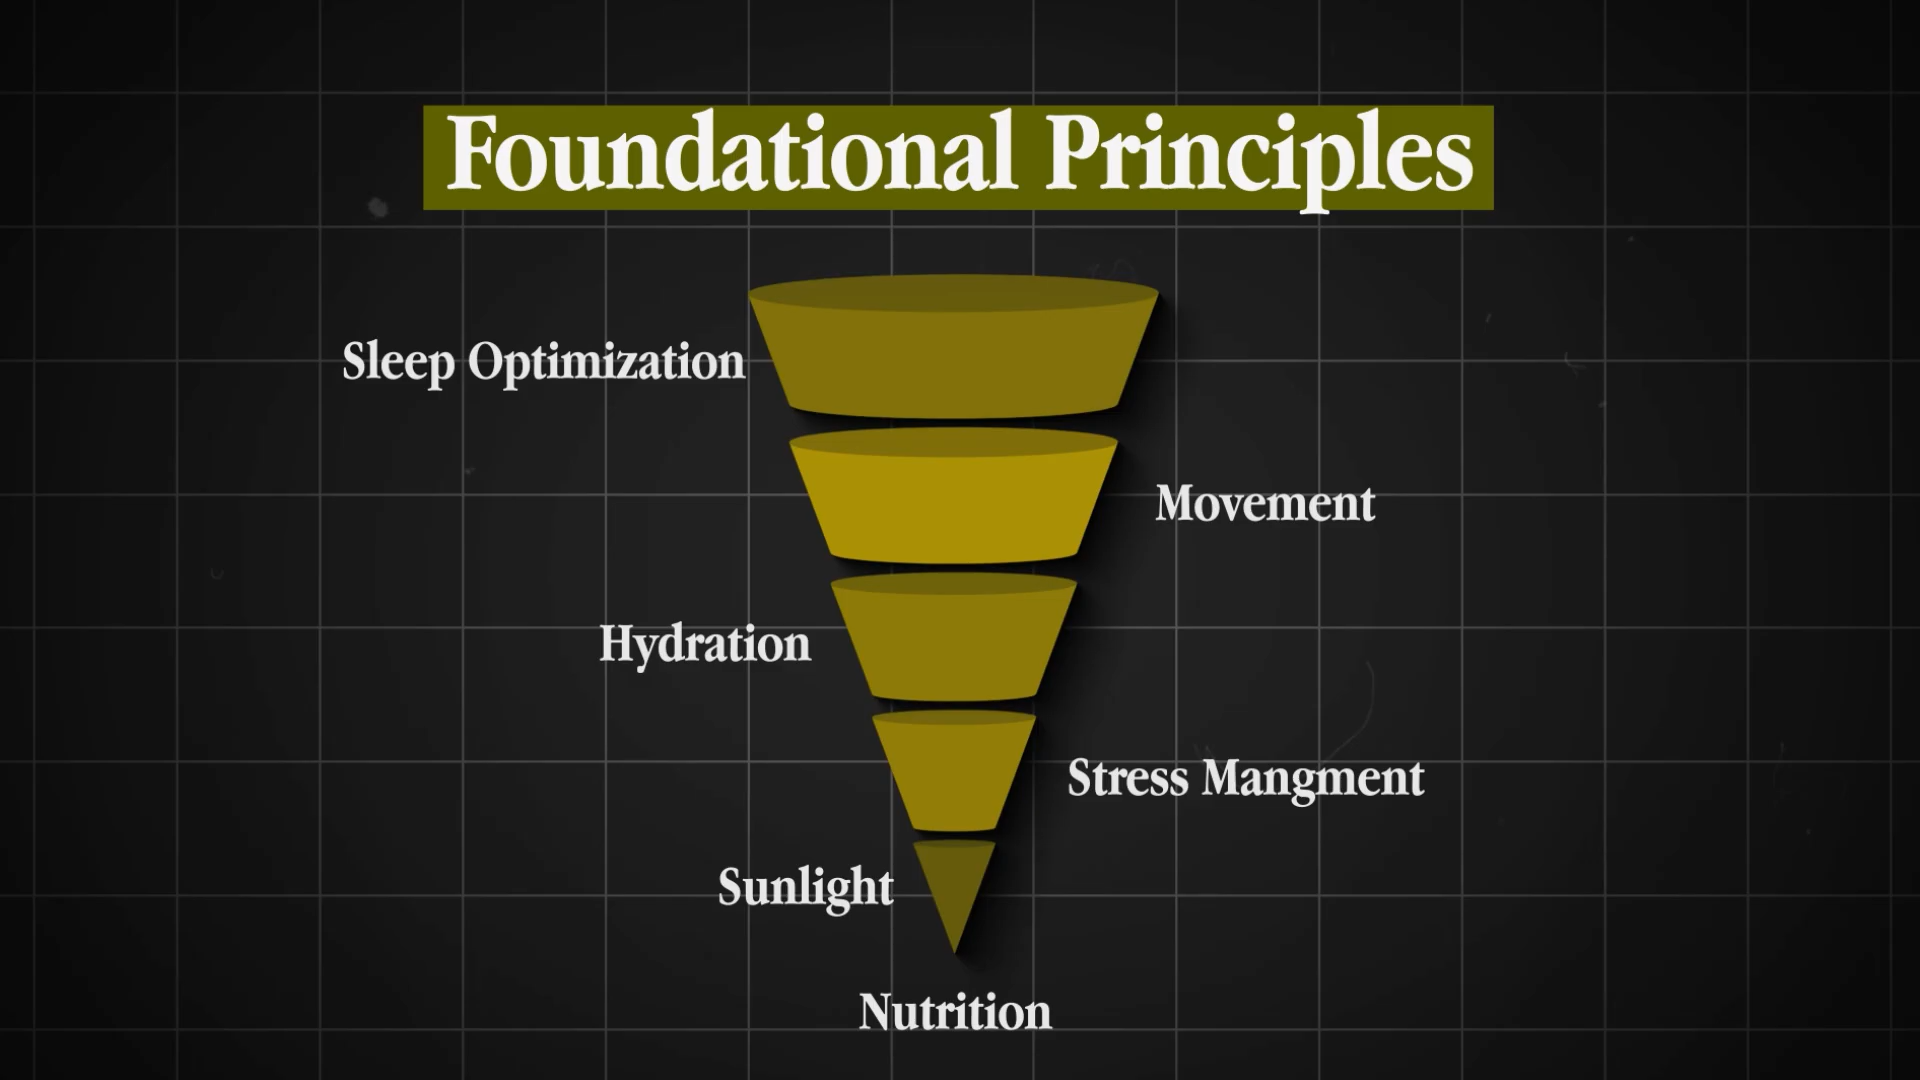 Foundational Principles
Sleep Optimization
Movement
Hydration
Stress Mangment
Sunlight
Nutrition